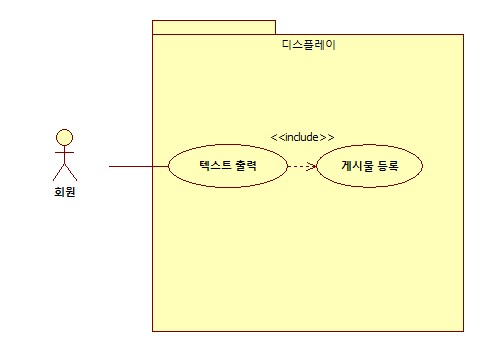 디스플레이
<<include>>
텍스트 출력
게시물 등록
회원